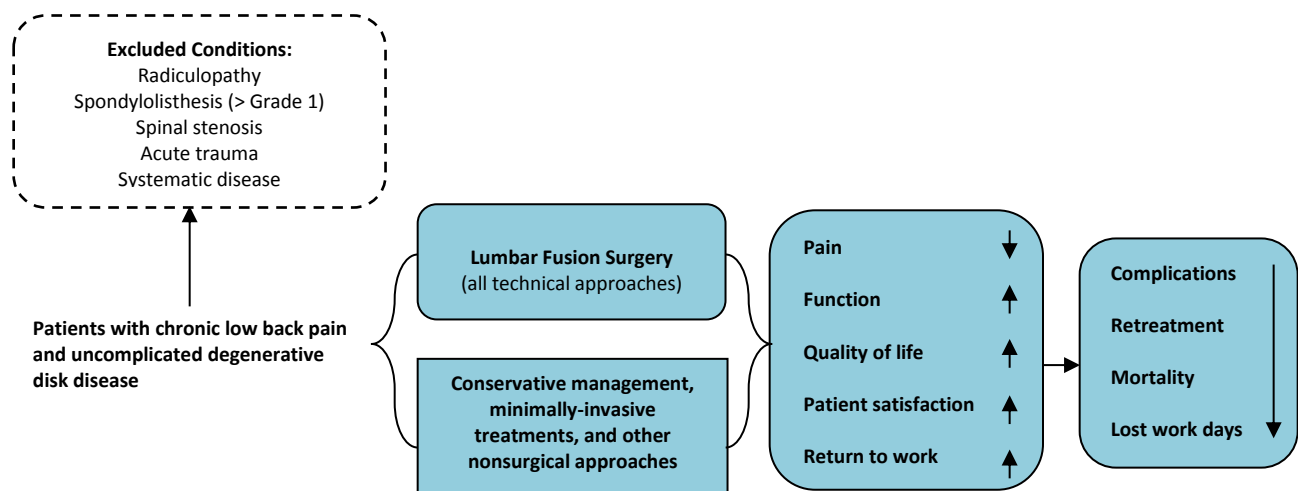 Excluded Conditions:
Radiculopathy
Spondylolisthesis (> Grade 1)
Spinal stenosis
Acute trauma
Systematic disease
Patients with chronic low back pain
and uncomplicated degenerative
disk disease
Lumbar Fusion Surgery
(all technical approaches)
Conservative management,
minimally-invasive
treatments, and other
nonsurgical approaches
Pain
Function
Quality of life
Patient satisfaction
Return to work
Complications
Retreatment
Mortality
Lost work days